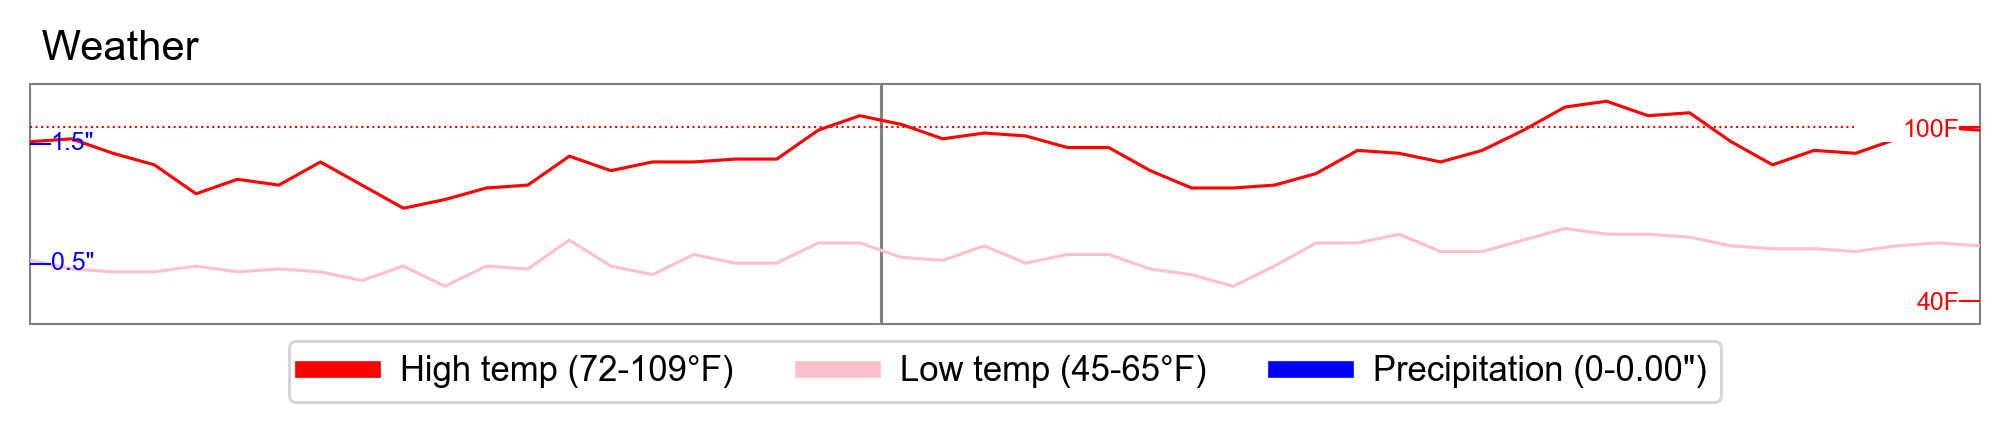 Weather
1.5"
100F
0.5"
40F
High temp (72-109°F) Low temp (45-65°F) Precipitation (0-0.00")